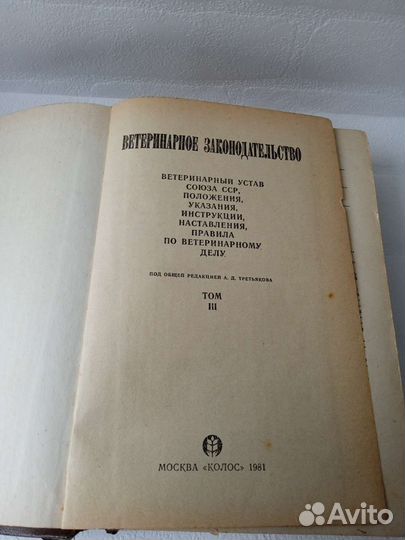 ВЕТЕРИНАРНОЕ ЗАКОНОДАТЕЛЬСТВО
ВЕТЕРИНАРНЫЙ УСТАВ
СОЮЗА ССР,
ПОЛОЖЕНИЯ,
УКАЗАНИЯ,
ИНСТРУКЦИИ,
НАСТАВЛЕНИЯ,
ПРАВИЛА
ПО ВЕТЕРИНАРНОМУ
ДЕЛУ
ПОД ОБЩЕЙ РЕДАКЦИЕЙ А. Д. ТРЕТЬЯКОВА
ТОМ
III
МОСКВА «КОЛОС» 1981
Avito